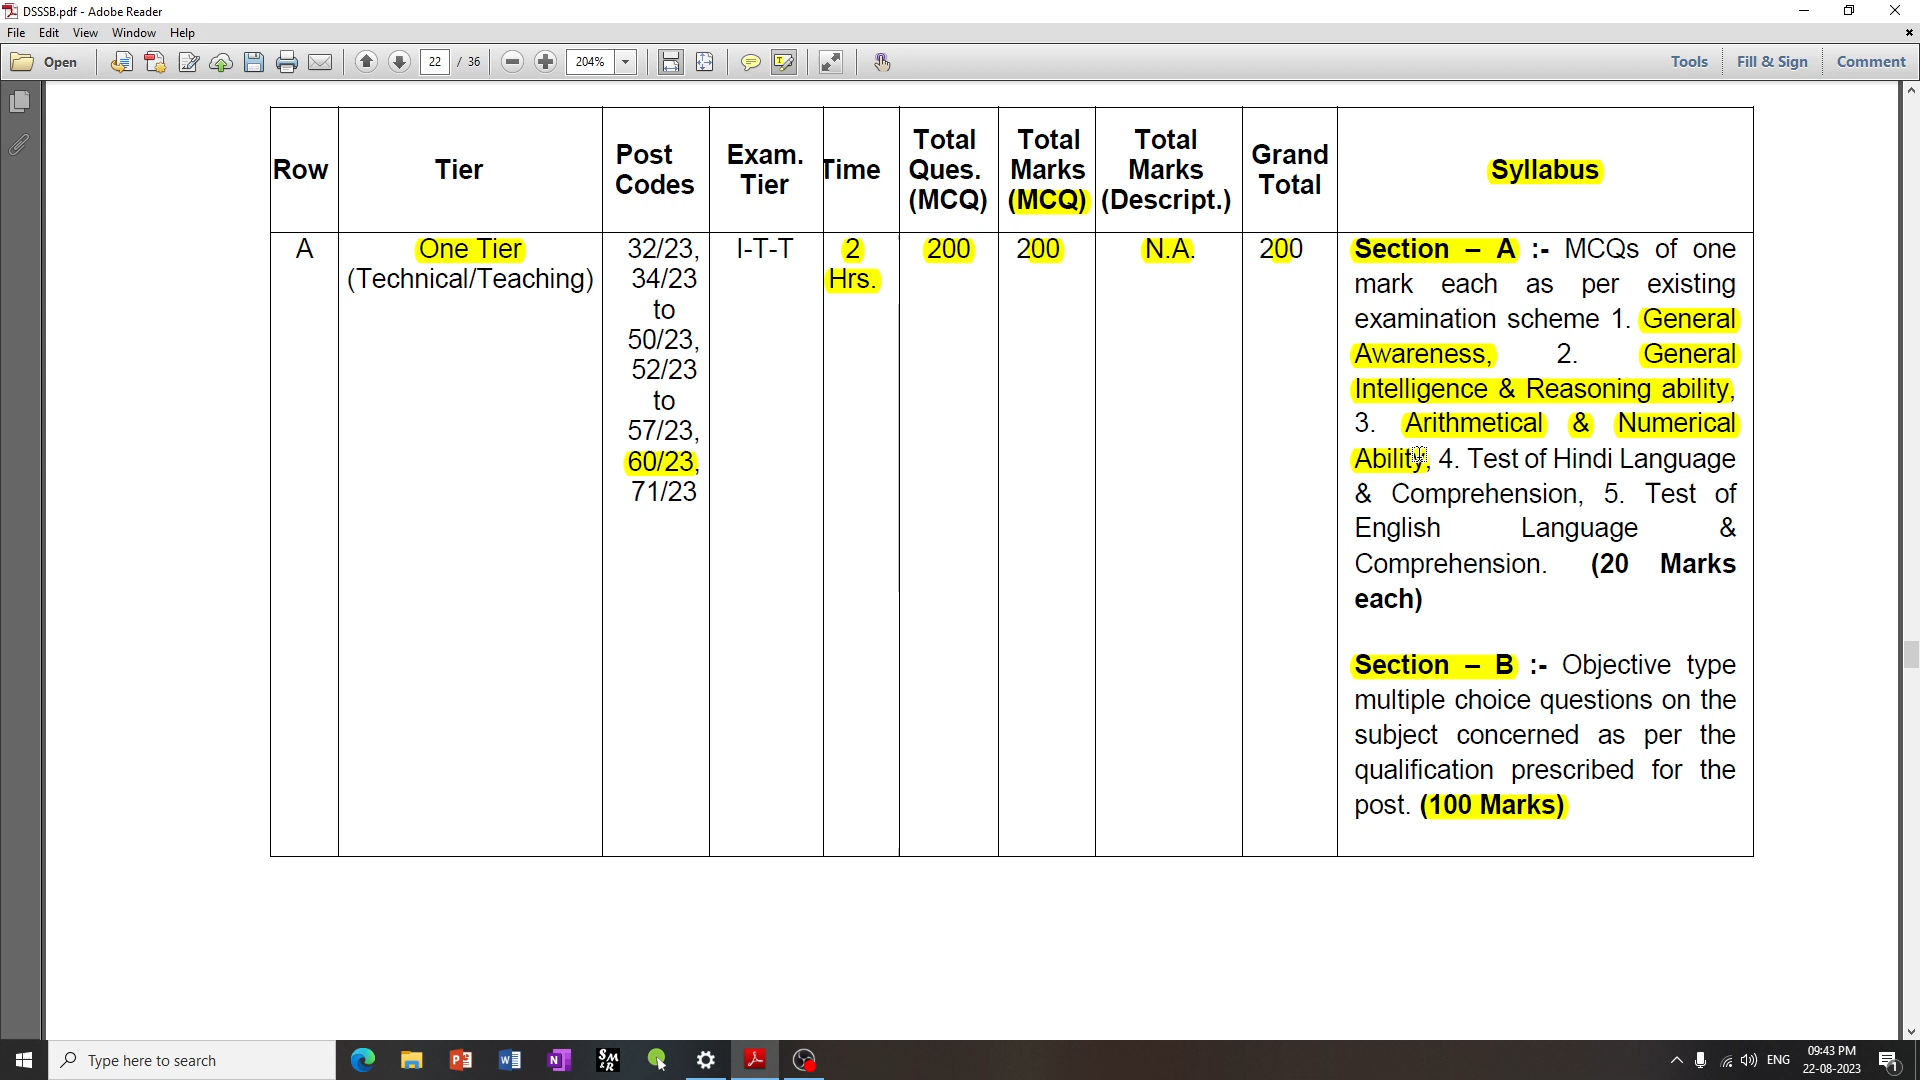 DSSSB.pdf - Adobe Reader
File Edit View Window Help
Open 22 / 36 204% Tools Fill & Sign Comment
Row
Tier
Post
Codes
Exam.
Tier
Time
Total
Ques.
(MCQ)
Total
Marks
(MCQ)
Total
Marks
(Descript.)
Grand
Total
Syllabus
A
One Tier
(Technical/Teaching)
32/23,
34/23
to
50/23,
52/23
to
57/23,
60/23,
71/23
I-T-T
2
Hrs.
200
200
N.A.
200
Section – A :- MCQs of one
mark each as per existing
examination scheme 1. General
Awareness, 2. General
Intelligence & Reasoning ability,
3. Arithmetical & Numerical
Ability, 4. Test of Hindi Language
& Comprehension, 5. Test of
English Language &
Comprehension. (20 Marks
each)
Section – B :- Objective type
multiple choice questions on the
subject concerned as per the
qualification prescribed for the
post. (100 Marks)
Type here to search
ENG
09:43 PM
22-08-2023
1